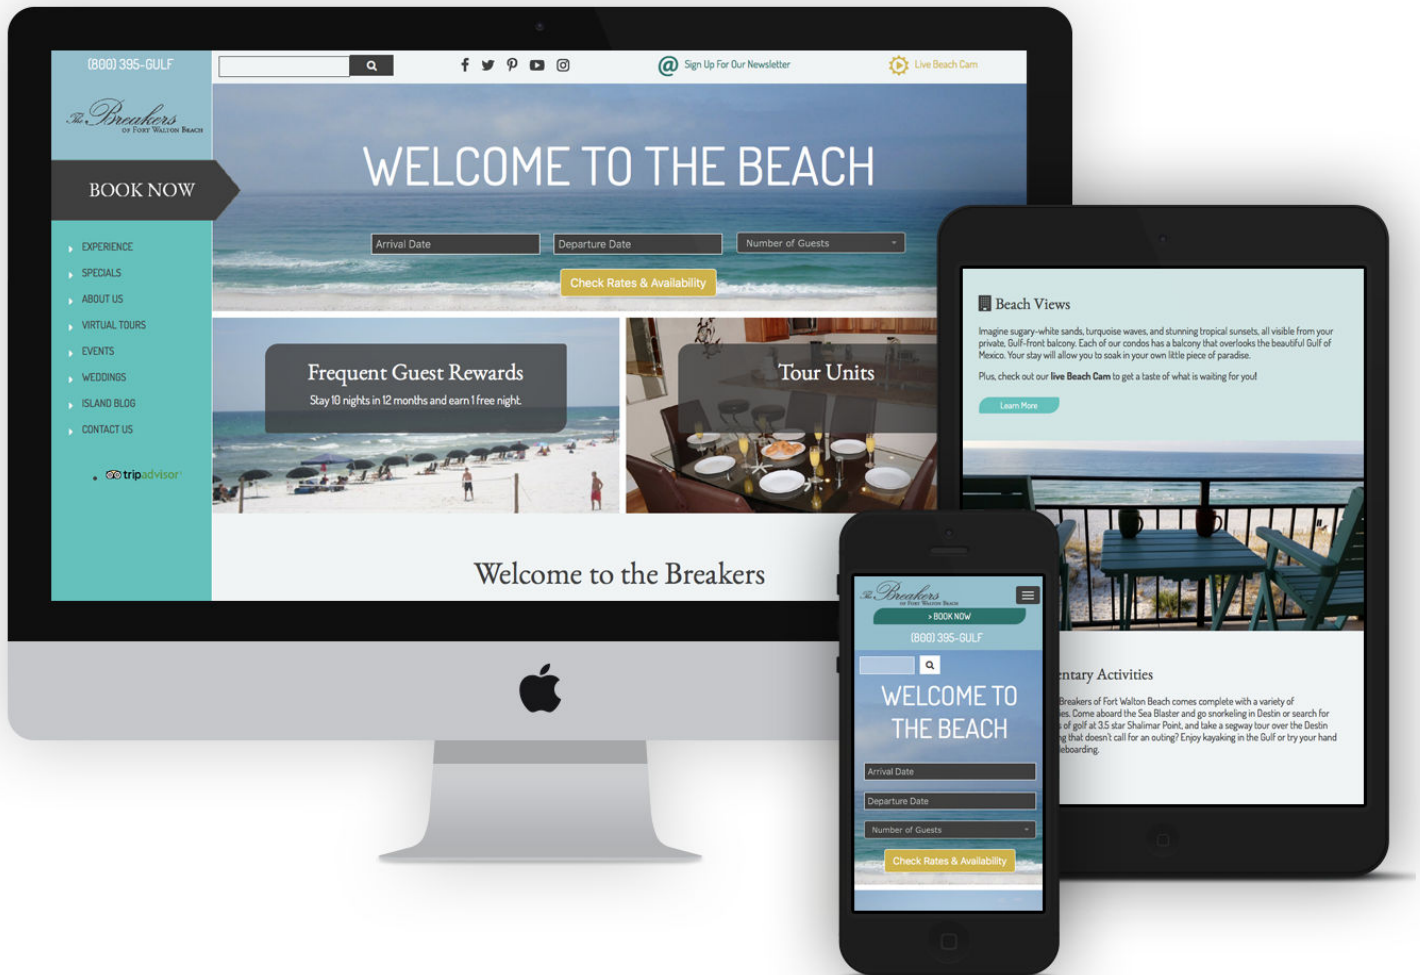 (800) 395-GULF
Sign Up For Our Newsletter
Live Beach Cam
The Breakers
OF FORT WALTON BEACH
BOOK NOW
WELCOME TO THE BEACH
Arrival Date
Departure Date
Number of Guests
Check Rates & Availability
EXPERIENCE
SPECIALS
ABOUT US
VIRTUAL TOURS
EVENTS
WEDDINGS
ISLAND BLOG
CONTACT US
tripadvisor
Frequent Guest Rewards
Stay 10 nights in 12 months and earn 1 free night.
Tour Units
Welcome to the Breakers
Beach Views
Imagine sugary-white sands, turquoise waves, and stunning tropical sunsets, all visible from your
private, Gulf-front balcony. Each of our condos has a balcony that overlooks the beautiful Gulf of
Mexico. Your stay will allow you to soak in your own little piece of paradise.
Plus, check out our live Beach Cam to get a taste of what is waiting for you!
Learn More
entary Activities
Breakers of Fort Walton Beach comes complete with a variety of
es. Come aboard the Sea Blaster and go snorkeling in Destin or search for
of golf at 3.5 star Shalimar Point, and take a segway tour over the Destin
ng that doesn't call for an outing? Enjoy kayaking in the Gulf or try your hand
leboarding.
The Breakers
OF FORT WALTON BEACH
> BOOK NOW
(800) 395-GULF
WELCOME TO
THE BEACH
Arrival Date
Departure Date
Number of Guests
Check Rates & Availability